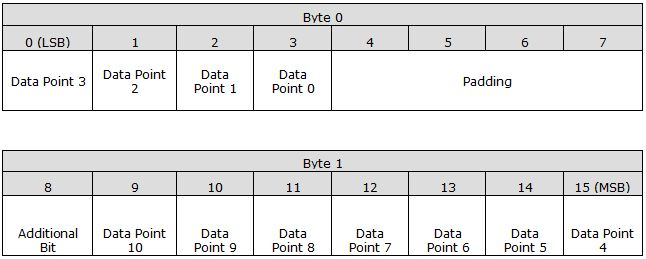 Byte 0
0 (LSB) 1 2 3 4 5 6 7
Data Point 3 Data Point 2 Data Point 1 Data Point 0 Padding
Byte 1
8 9 10 11 12 13 14 15 (MSB)
Additional Bit Data Point 10 Data Point 9 Data Point 8 Data Point 7 Data Point 6 Data Point 5 Data Point 4